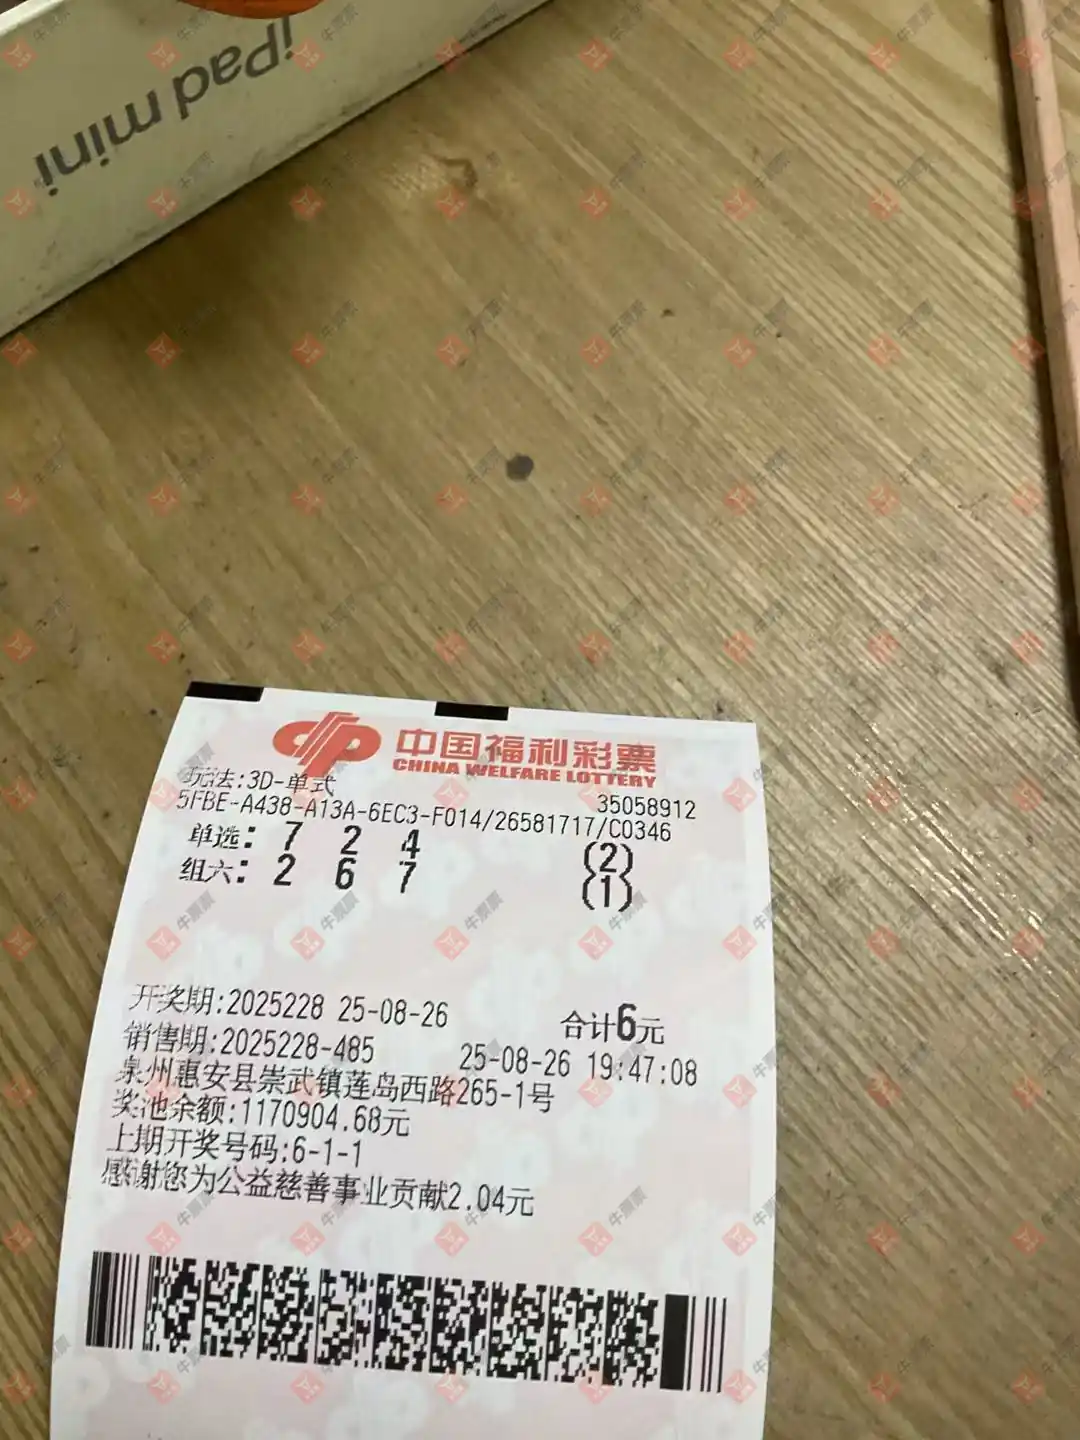 iPad mini
中国福利彩票
CHINA WELFARE LOTTERY
玩法:3D-单式
35058912
5FBE-A438-A13A-6EC3-F014/26581717/C0346
单选: 7 2 4 (2)
组六: 2 6 7 (1)
开奖期:2025228 25-08-26 合计6元
销售期:2025228-485 25-08-26 19:47:08
泉州惠安县崇武镇莲岛西路265-1号
奖池余额:1170904.68元
上期开奖号码:6-1-1
感谢您为公益慈善事业贡献2.04元
牛票票